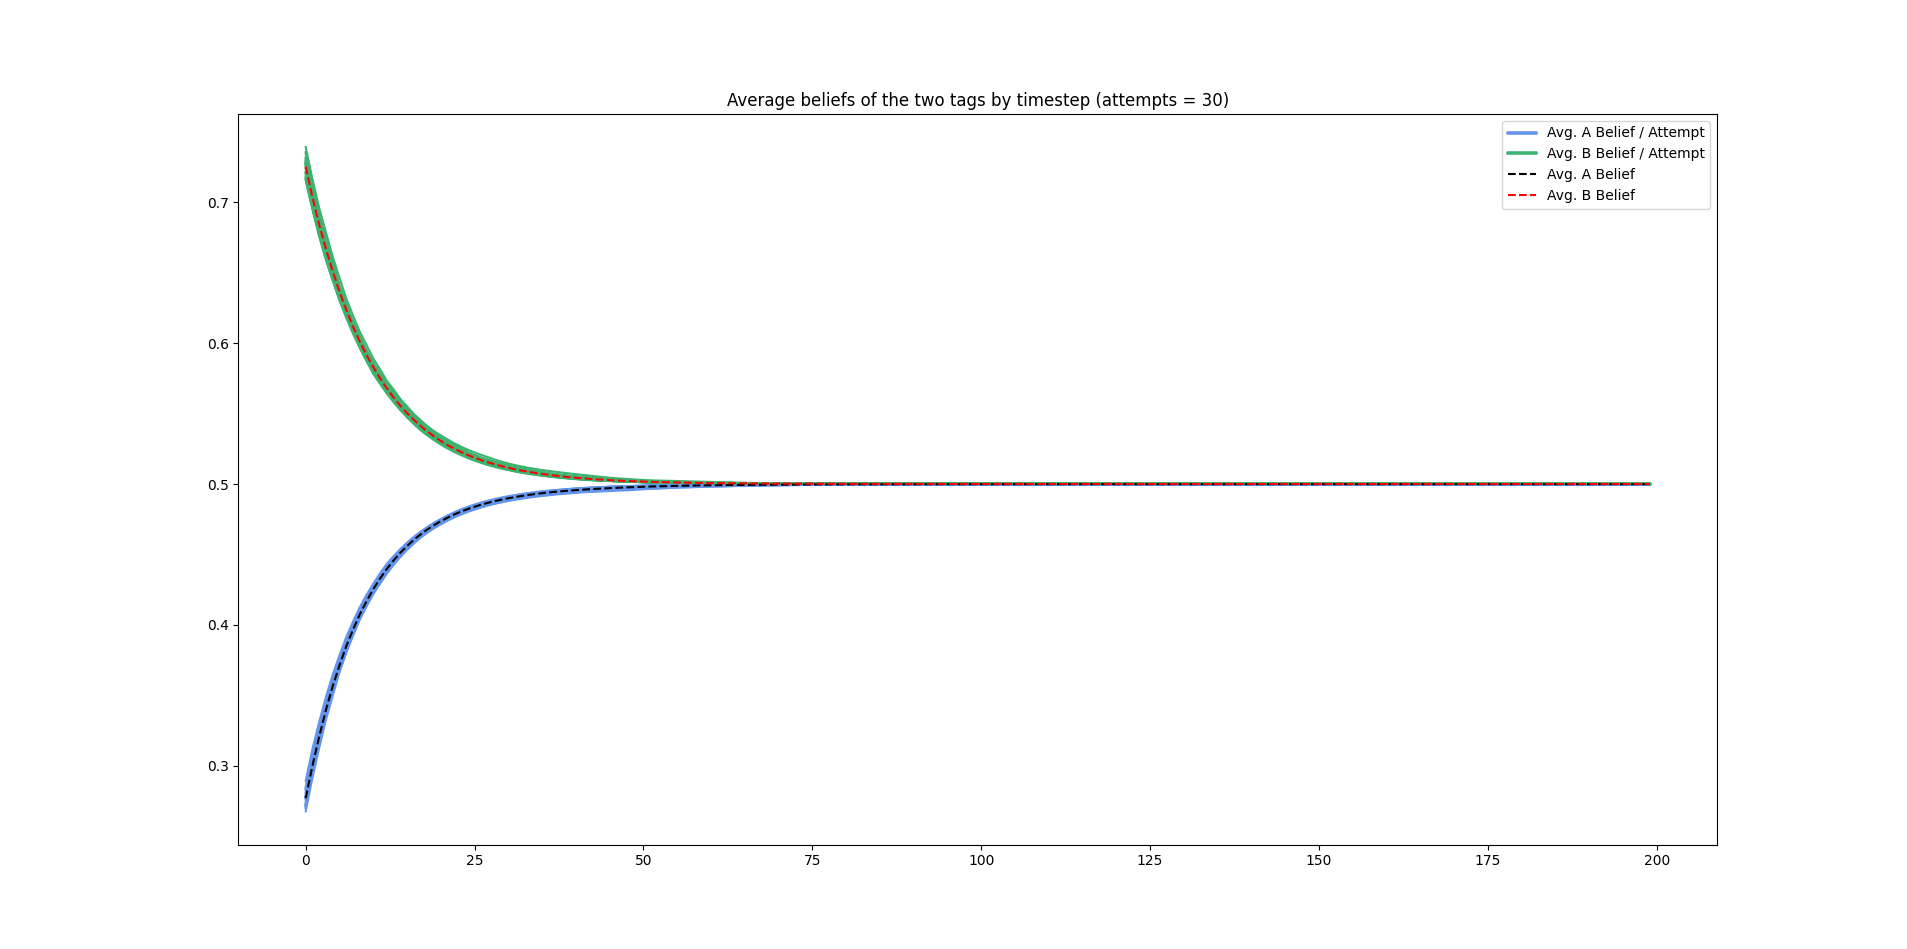 Average beliefs of the two tags by timestep (attempts = 30)
Avg. A Belief / Attempt
Avg. B Belief / Attempt
Avg. A Belief
Avg. B Belief
0.7
0.6
0.5
0.4
0.3
0 25 50 75 100 125 150 175 200